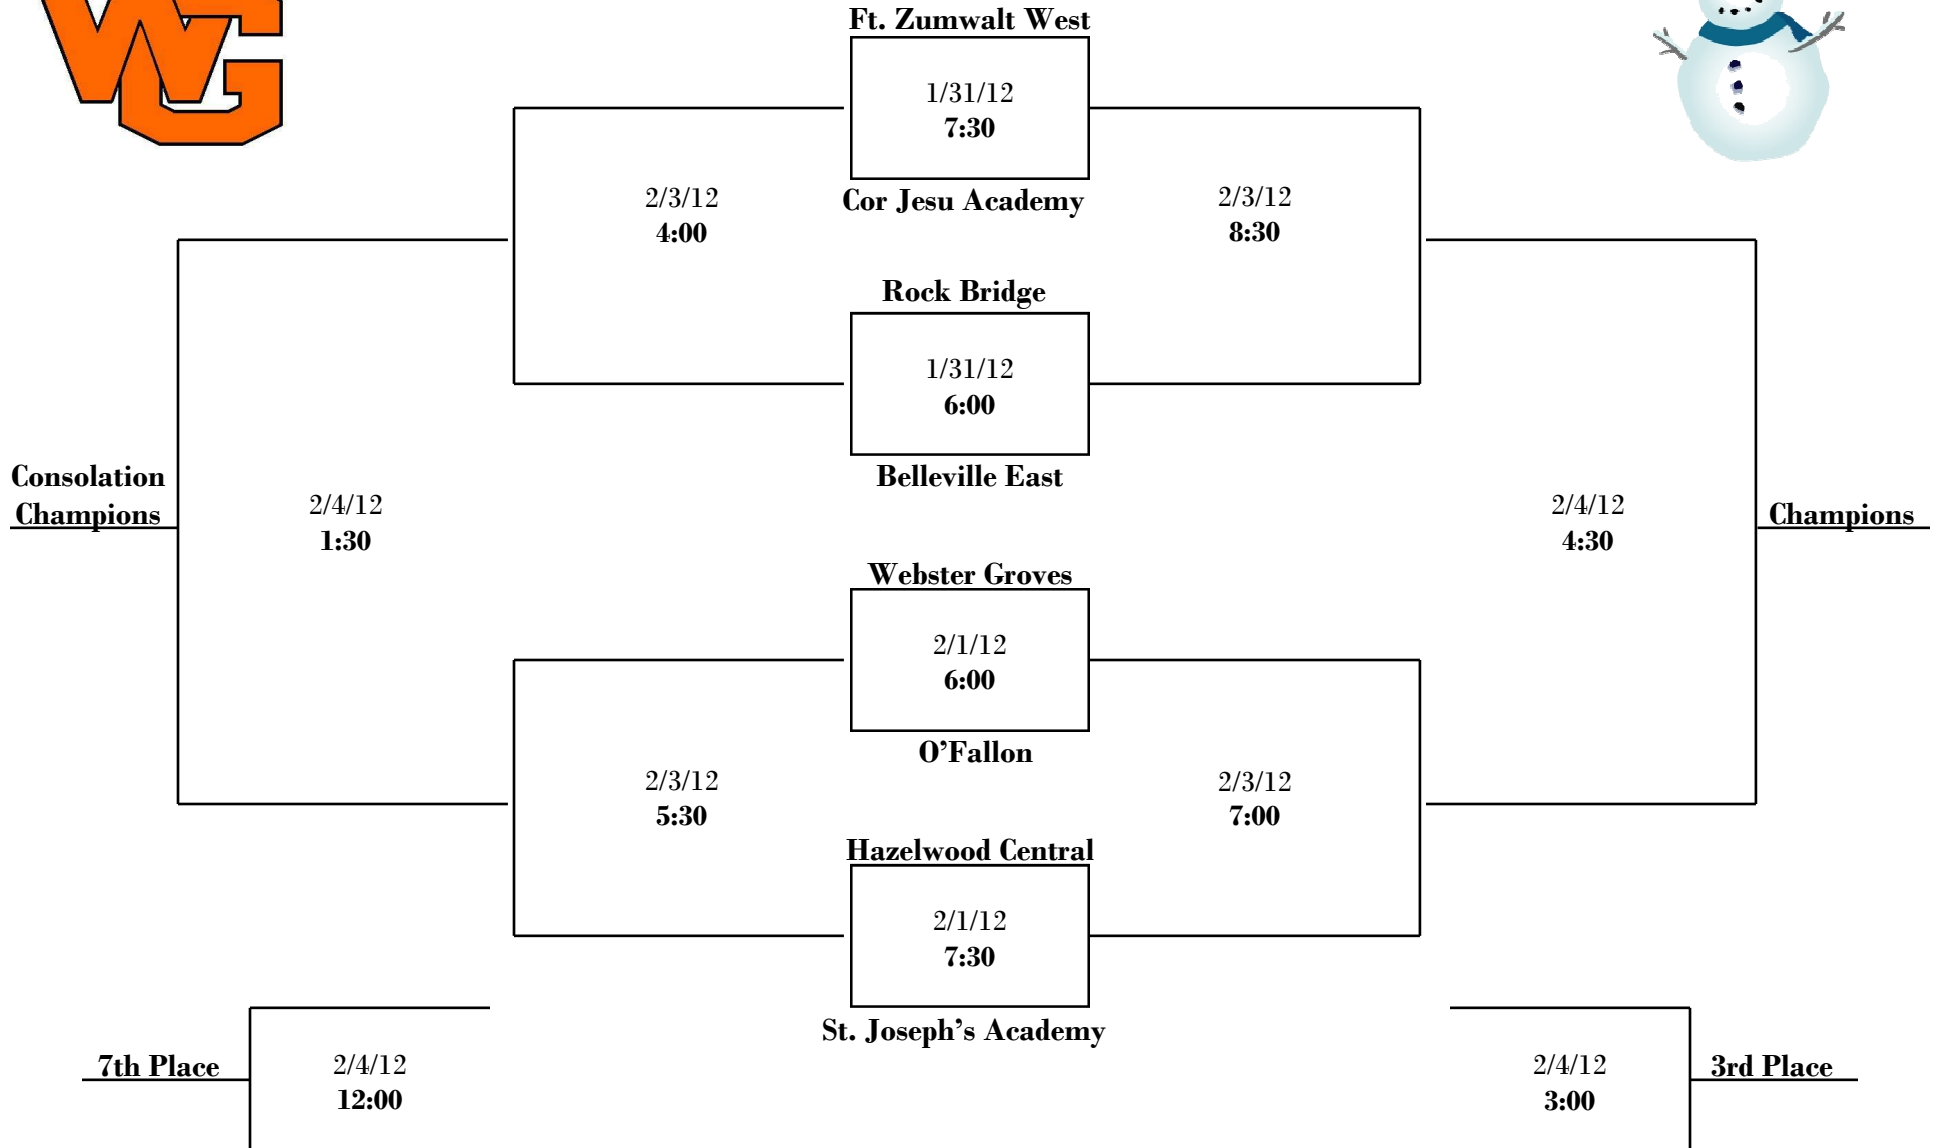 WG
Ft. Zumwalt West
1/31/12
7:30
Cor Jesu Academy
2/3/12
4:00
2/3/12
8:30
Rock Bridge
1/31/12
6:00
Belleville East
Consolation
Champions
2/4/12
1:30
2/4/12
4:30
Champions
Webster Groves
2/1/12
6:00
O’Fallon
2/3/12
5:30
2/3/12
7:00
Hazelwood Central
2/1/12
7:30
St. Joseph’s Academy
7th Place
2/4/12
12:00
2/4/12
3:00
3rd Place